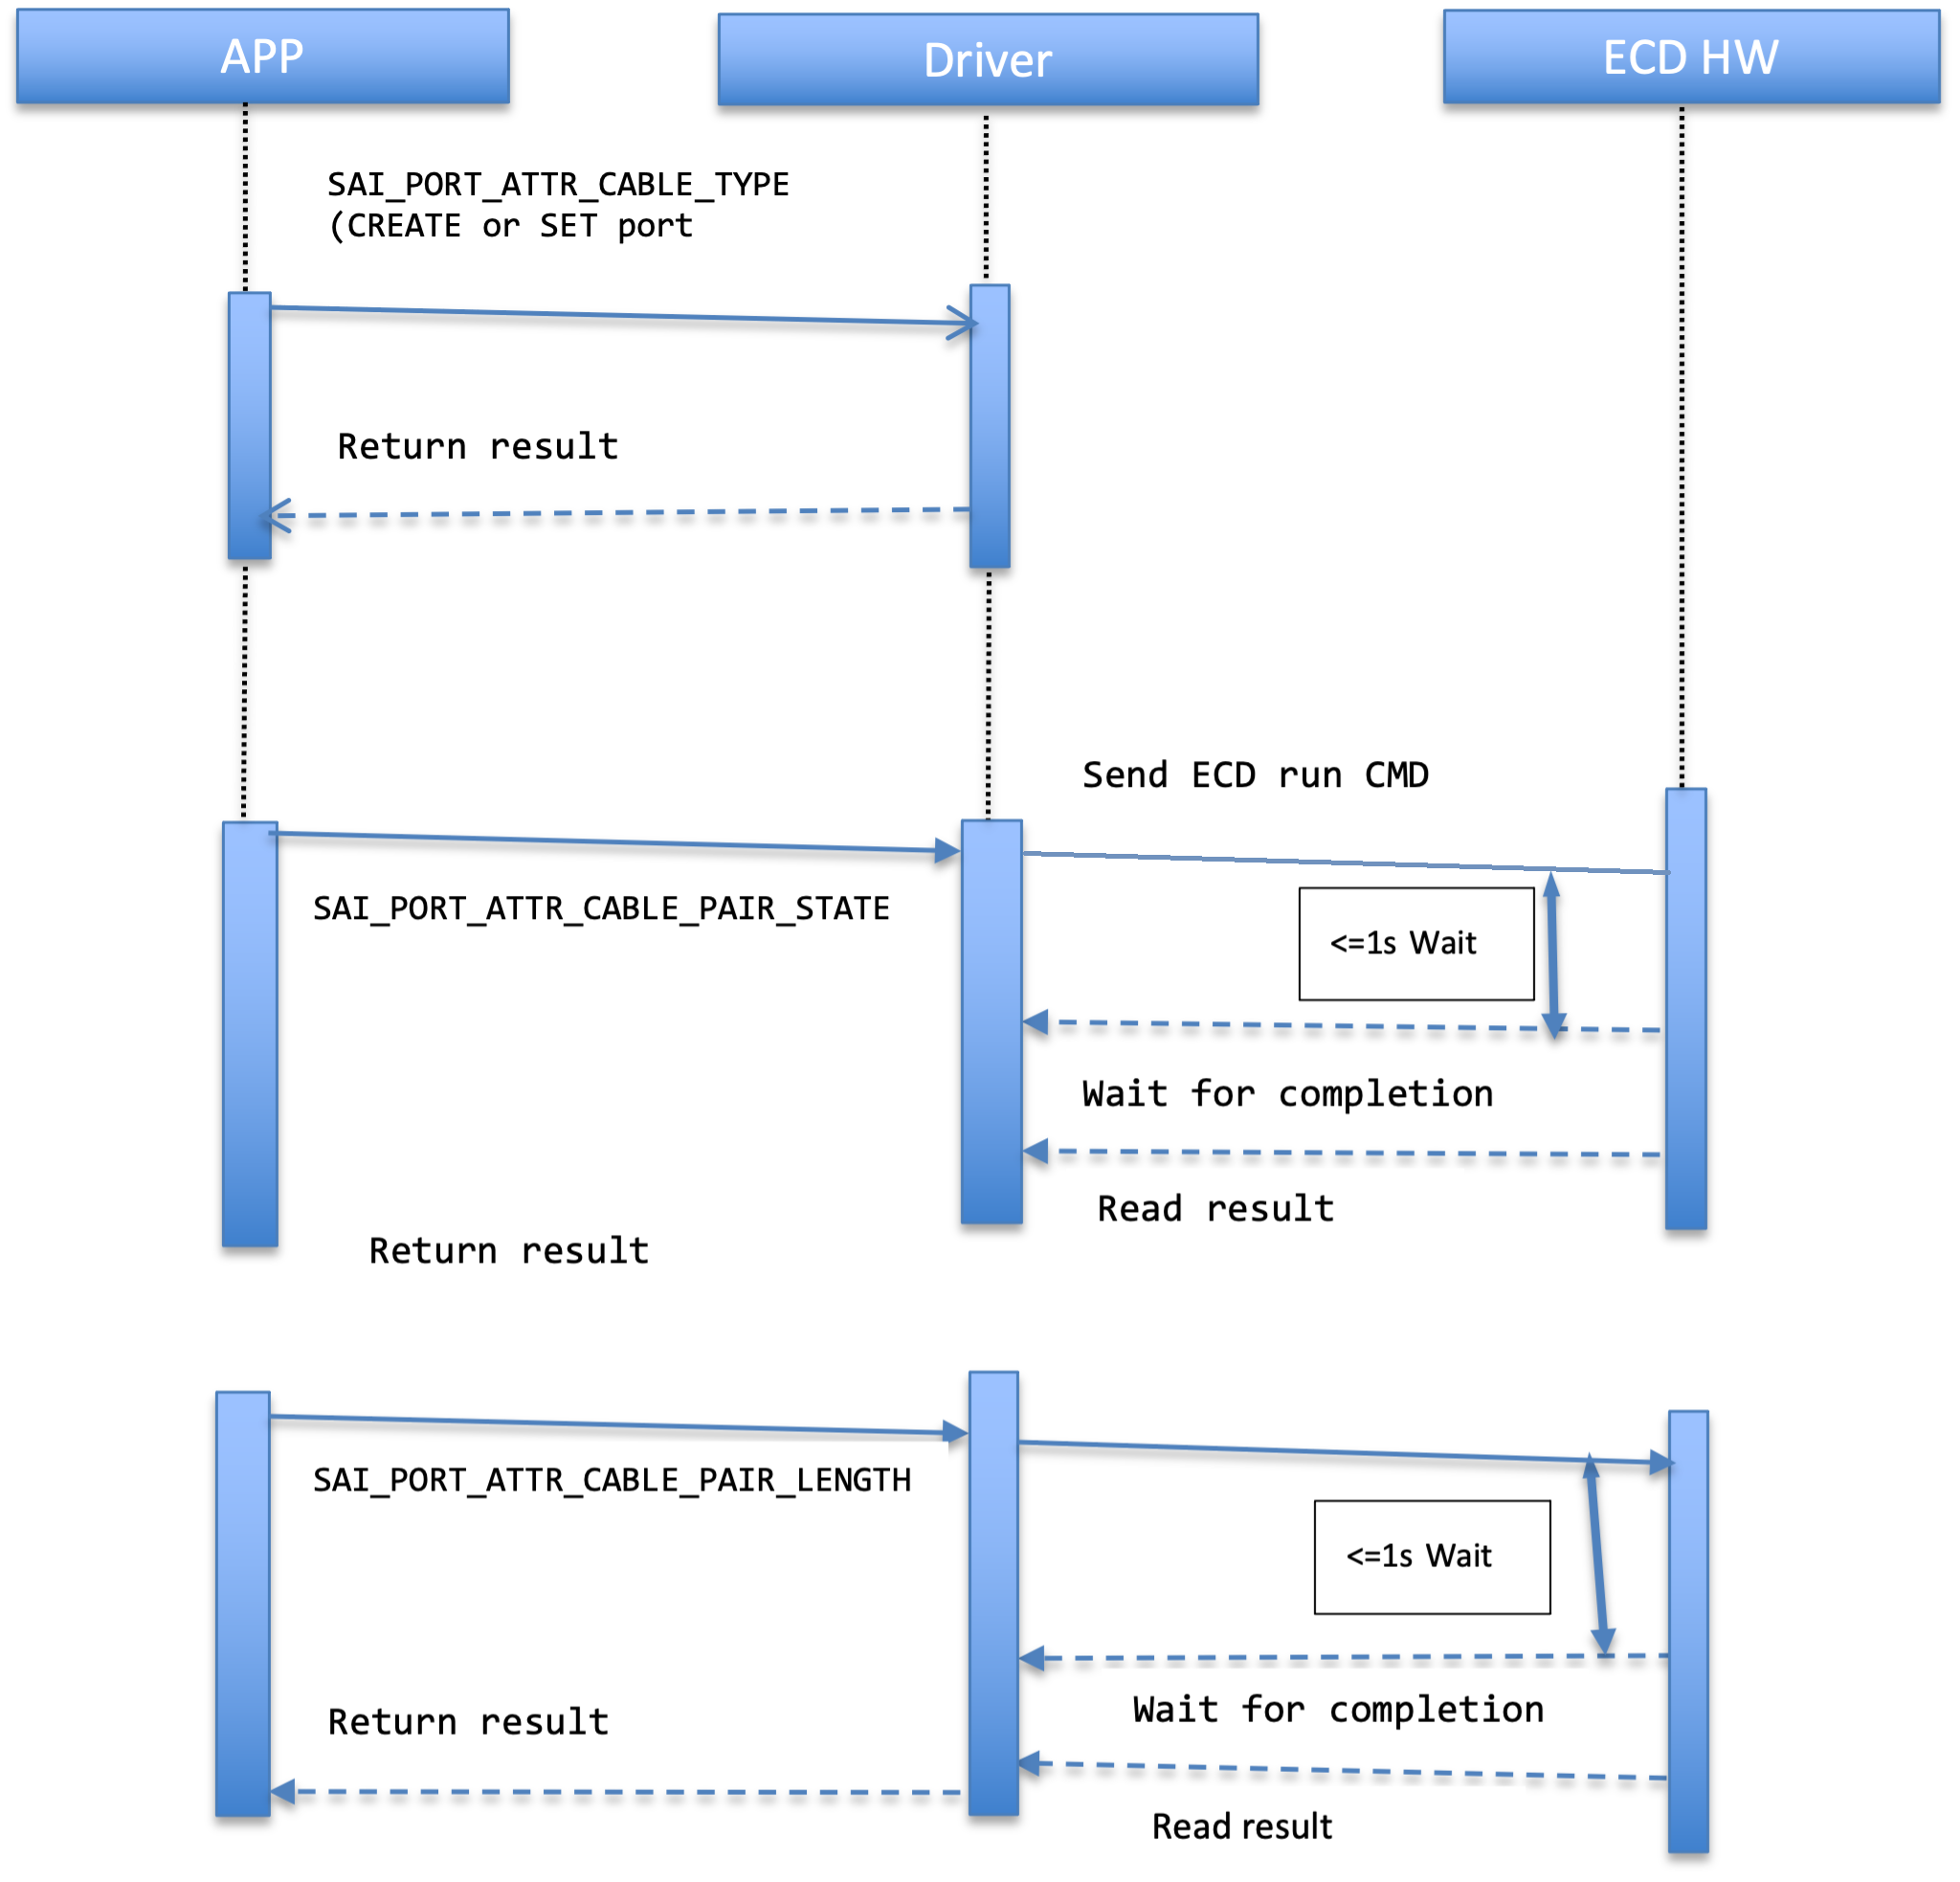 APP
Driver
ECD HW
SAI_PORT_ATTR_CABLE_TYPE
(CREATE or SET port
Return result
Send ECD run CMD
SAI_PORT_ATTR_CABLE_PAIR_STATE
<=1s Wait
Wait for completion
Read result
Return result
SAI_PORT_ATTR_CABLE_PAIR_LENGTH
<=1s Wait
Wait for completion
Return result
Read result